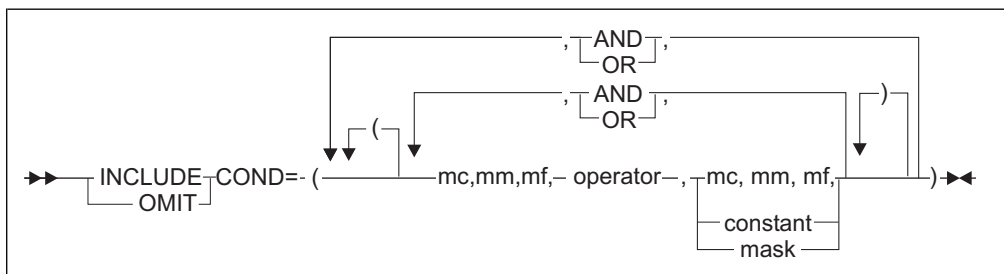 , AND ,
OR
, AND ,
OR
( )
INCLUDE COND= ( mc,mm,mf, operator , mc, mm, mf, )
OMIT
constant
mask